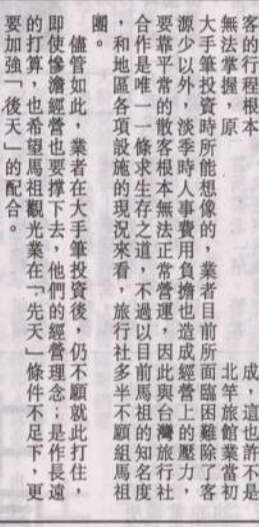 客的行程根本
無法掌握，原
成，這也許不是
北竿旅館業當初
大手筆投資時所能想像的，業者目前所面臨困難除了客
源少以外，淡季時人事費用負擔也造成經營上的壓力，
要靠平常的散客根本無法正常營運，因此與台灣旅行社
合作是唯一一條求生存之道，不過以目前馬祖的知名度
，和地區各項設施的現況來看，旅行社多半不願組馬祖
團。
儘管如此，業者在大手筆投資後，仍不願就此打住，
即使慘澹經營也要撐下去，他們的經營理念；是作長遠
的打算，也希望馬祖觀光業在「先天」條件不足下，更
要加強「後天」的配合。